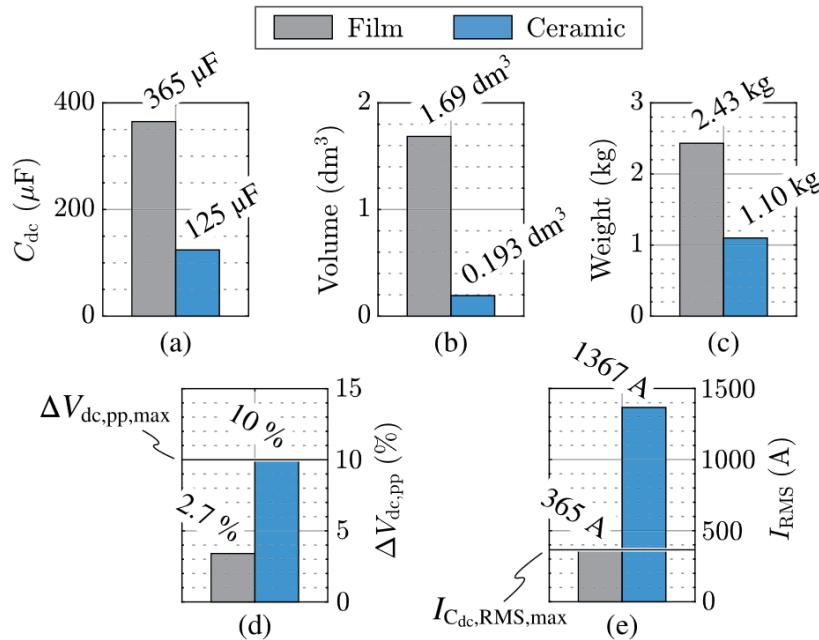 Film Ceramic
365 μF
125 μF
400
200
0
C_dc (μF)
(a)
1.69 dm³
0.193 dm³
2
1
0
Volume (dm³)
(b)
2.43 kg
1.10 kg
3
2
1
0
Weight (kg)
(c)
ΔV_dc,pp,max
10 %
2.7 %
15
10
5
0
ΔV_dc,pp (%)
(d)
1367 A
365 A
1500
1000
500
0
I_RMS (A)
I_C_dc,RMS,max
(e)